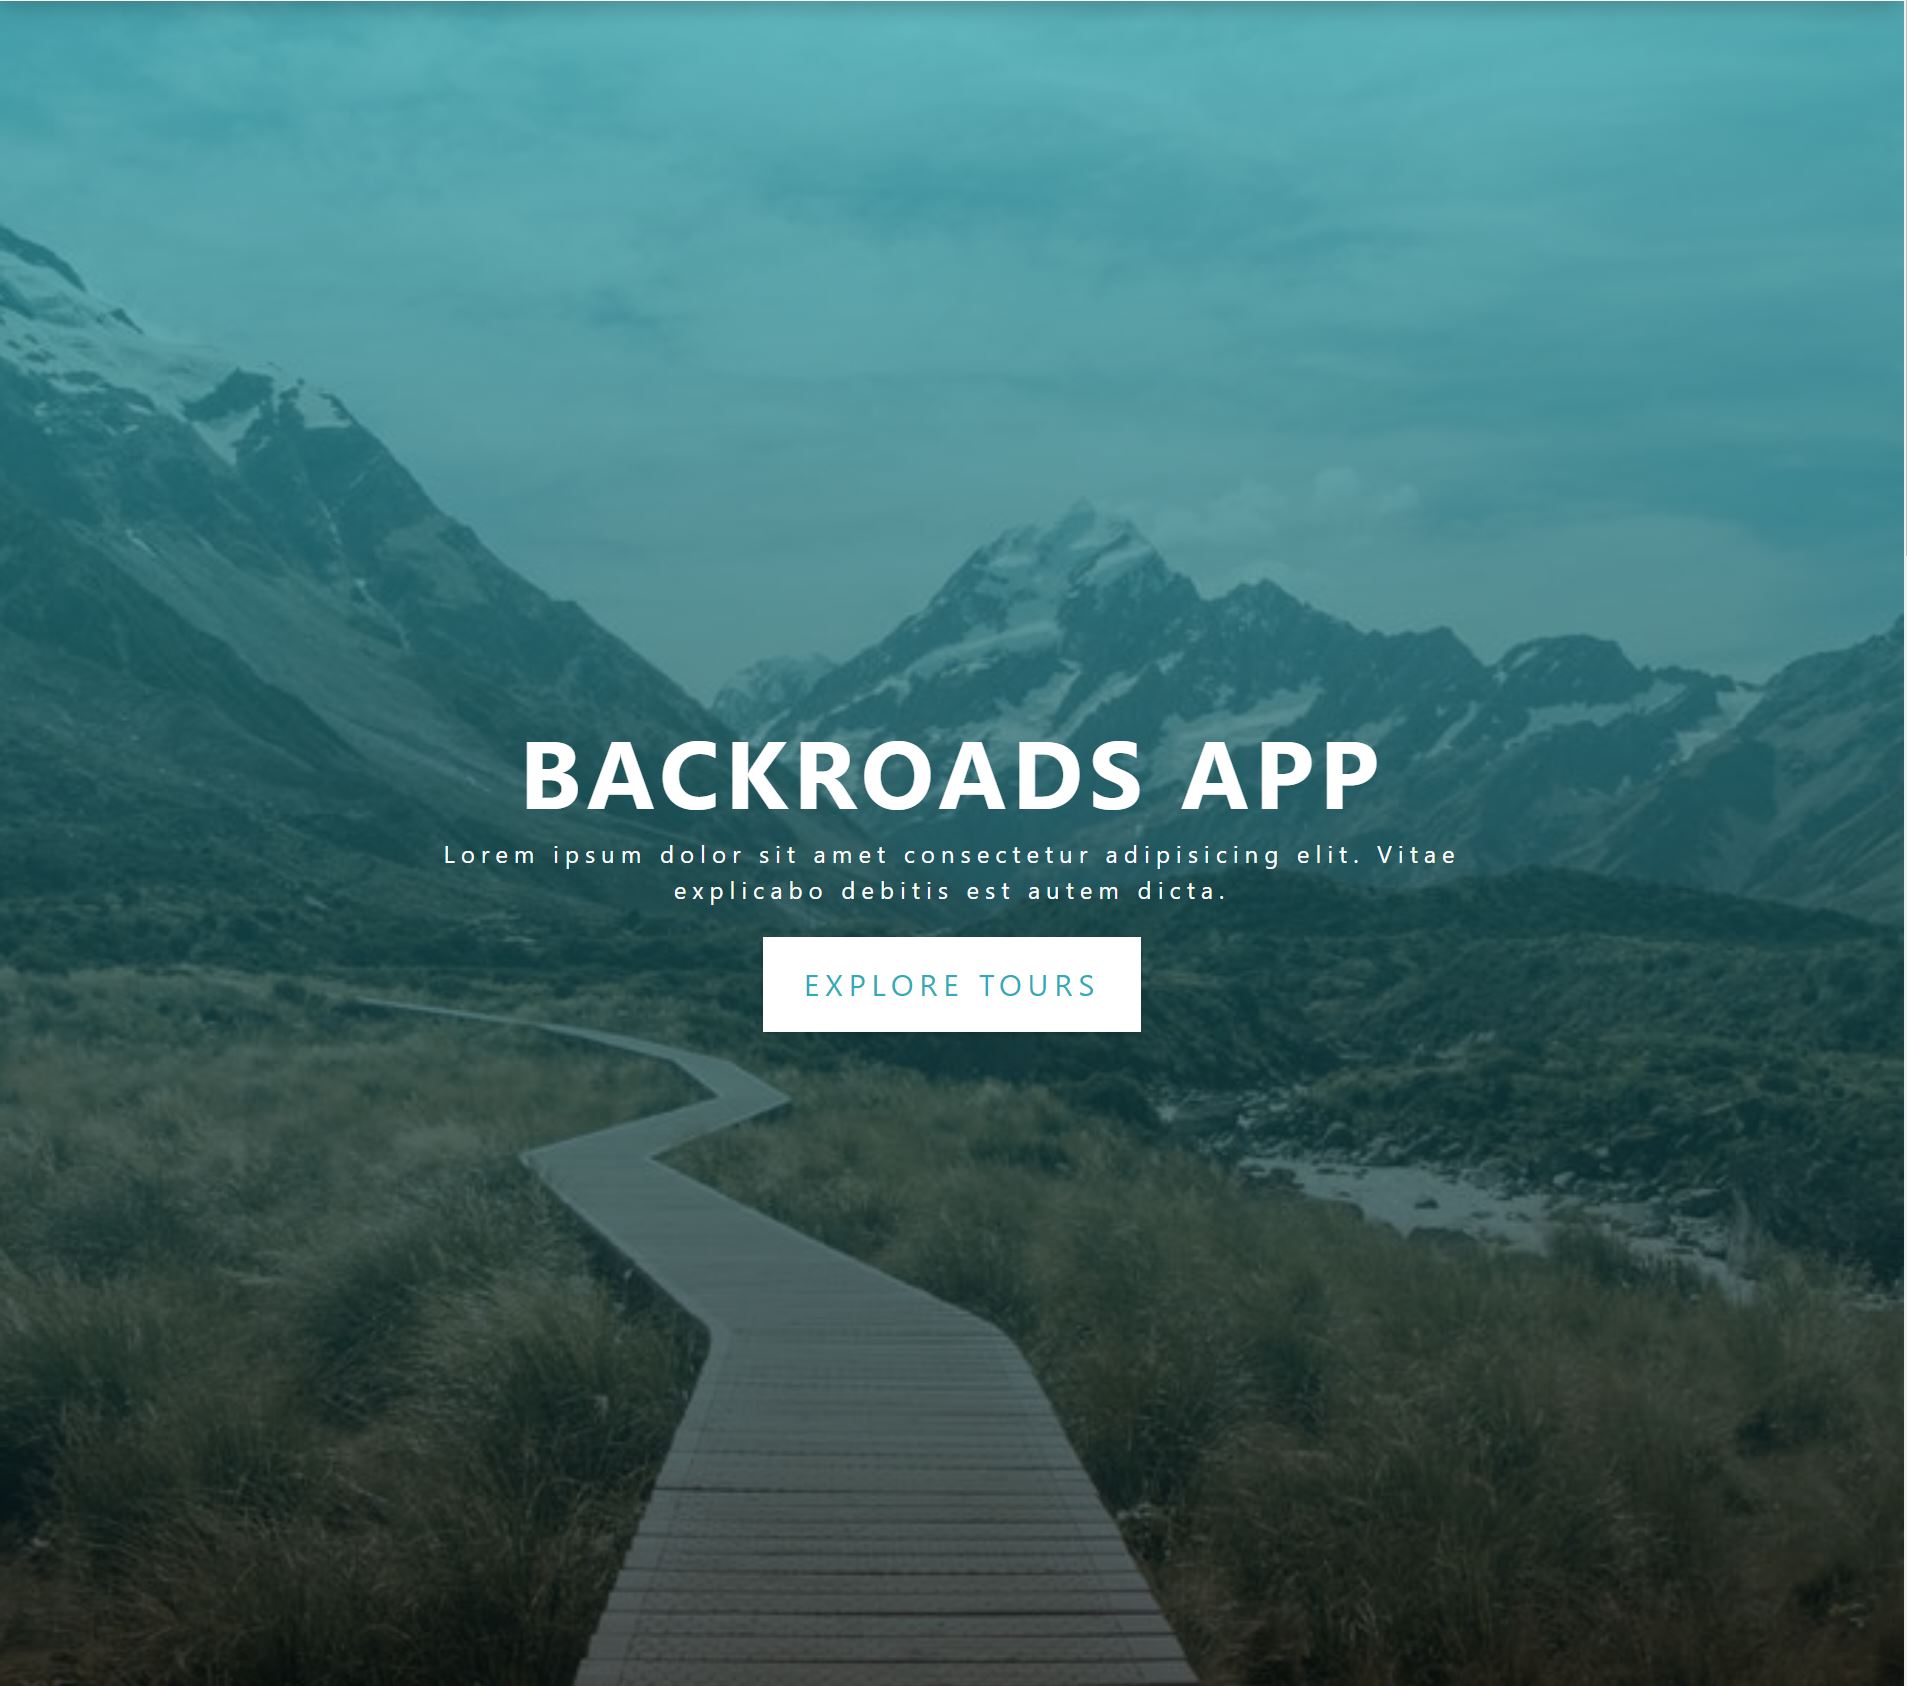 BACKROADS APP
Lorem ipsum dolor sit amet consectetur adipisicing elit. Vitae
explicabo debitis est autem dicta.
EXPLORE TOURS